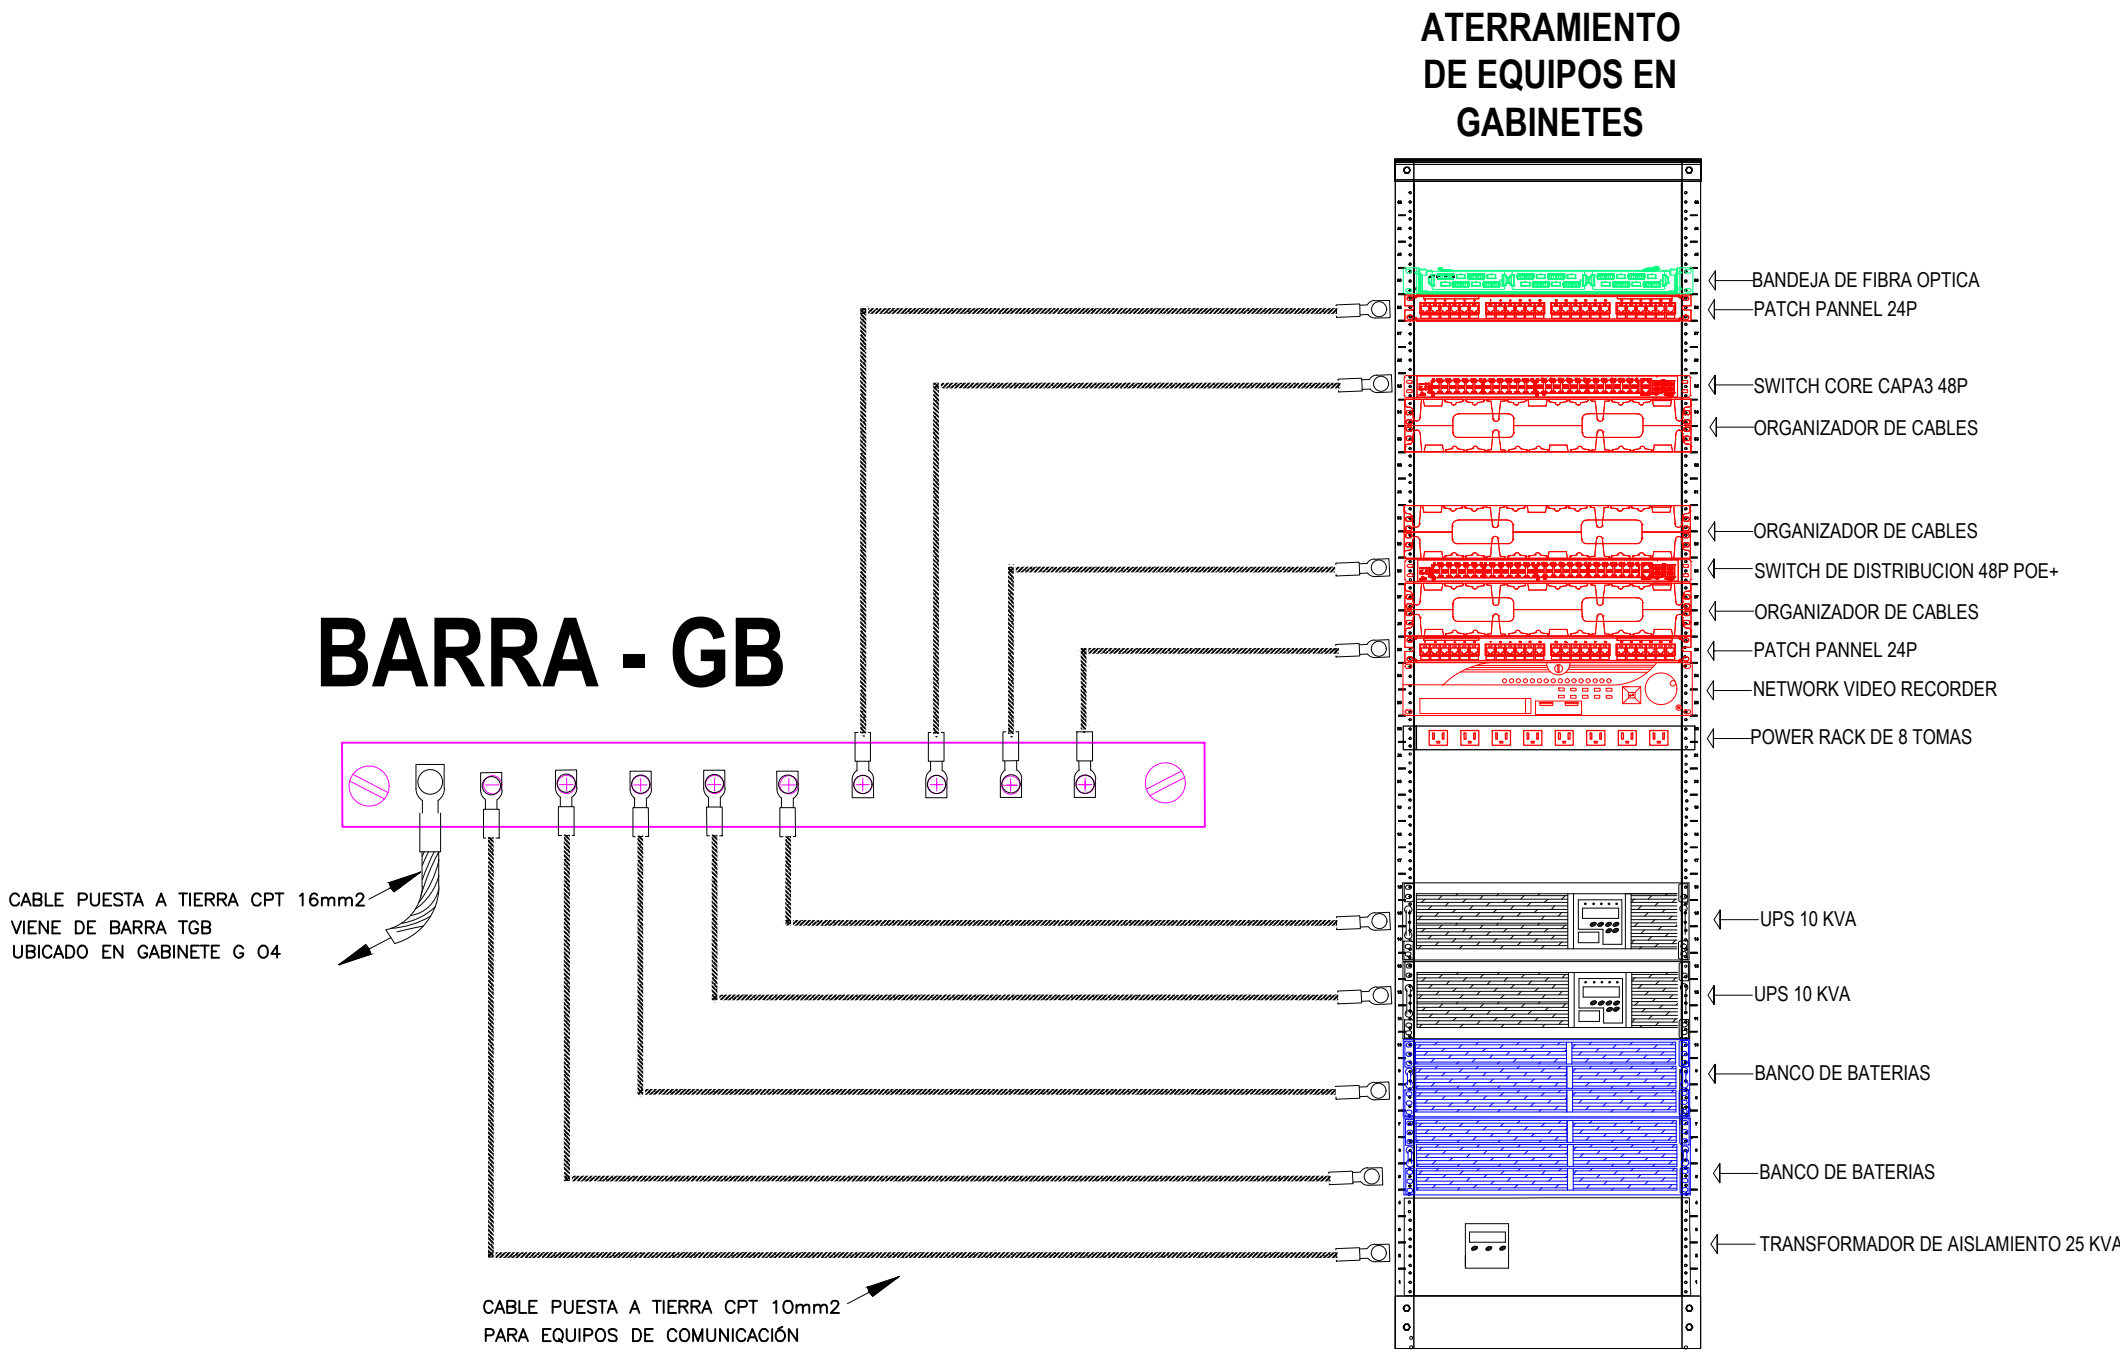 ATERRAMIENTO
DE EQUIPOS EN
GABINETES
BANDEJA DE FIBRA OPTICA
PATCH PANNEL 24P
SWITCH CORE CAPA3 48P
ORGANIZADOR DE CABLES
ORGANIZADOR DE CABLES
SWITCH DE DISTRIBUCION 48P POE+
ORGANIZADOR DE CABLES
PATCH PANNEL 24P
NETWORK VIDEO RECORDER
POWER RACK DE 8 TOMAS
UPS 10 KVA
UPS 10 KVA
BANCO DE BATERIAS
BANCO DE BATERIAS
TRANSFORMADOR DE AISLAMIENTO 25 KVA
BARRA - GB
CABLE PUESTA A TIERRA CPT 16mm2
VIENE DE BARRA TGB
UBICADO EN GABINETE G 04
CABLE PUESTA A TIERRA CPT 10mm2
PARA EQUIPOS DE COMUNICACIÓN